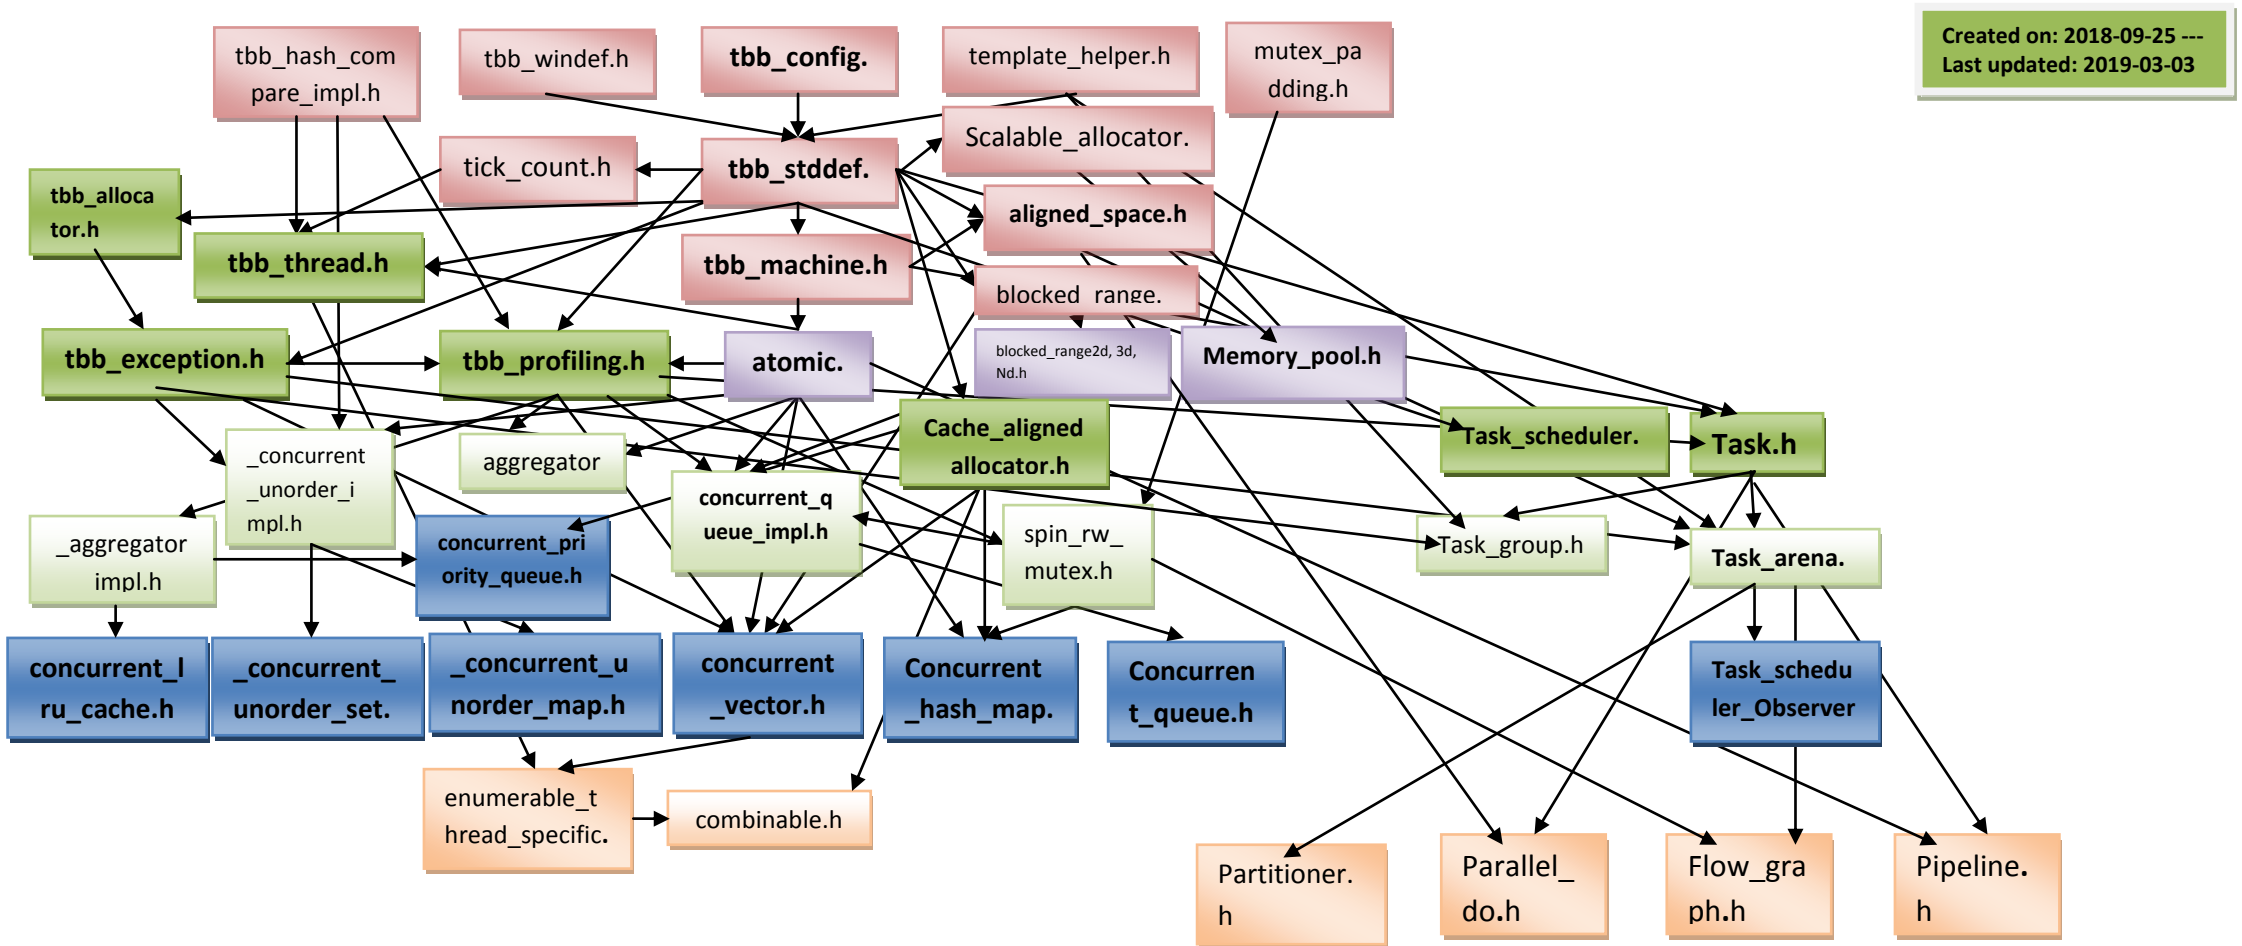 Created on: 2018-09-25 ---
Last updated: 2019-03-03
tbb_hash_com
pare_impl.h
tbb_windef.h
tbb_config.
template_helper.h
mutex_pa
dding.h
tick_count.h
tbb_stddef.
Scalable_allocator.
tbb_alloca
tor.h
aligned_space.h
tbb_thread.h
tbb_machine.h
blocked_range.
tbb_exception.h
tbb_profiling.h
atomic.
blocked_range2d, 3d,
Nd.h
Memory_pool.h
Cache_aligned
allocator.h
Task_scheduler.
Task.h
_concurrent
_unorder_i
mpl.h
aggregator
concurrent_q
ueue_impl.h
_aggregator
impl.h
concurrent_pri
ority_queue.h
spin_rw_
mutex.h
Task_group.h
Task_arena.
concurrent_l
ru_cache.h
_concurrent_
unorder_set.
_concurrent_u
norder_map.h
concurrent
_vector.h
Concurrent
_hash_map.
Concurren
t_queue.h
Task_schedu
ler_Observer
enumerable_t
hread_specific.
combinable.h
Partitioner.
h
Parallel_
do.h
Flow_gra
ph.h
Pipeline.
h